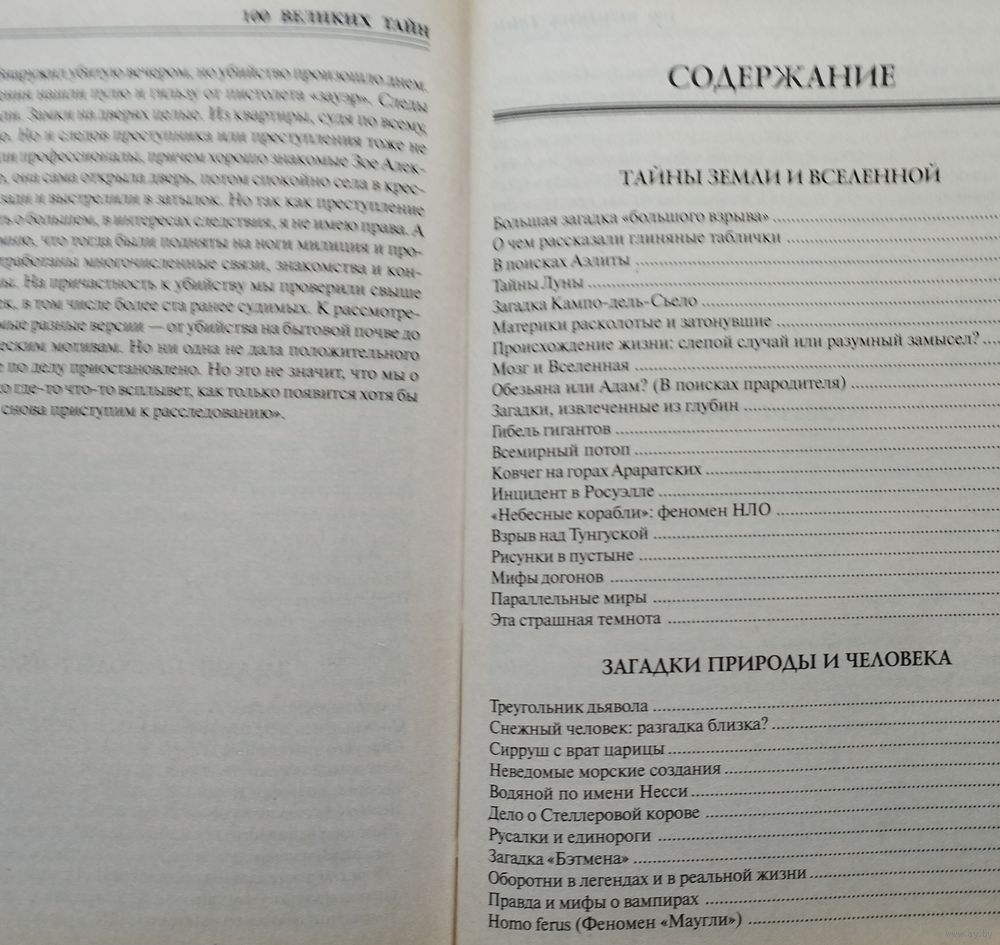 100 ВЕЛИКИХ ТАЙН
убитую вечером, но убийство произошло днем.
нашли пулю и гильзу от пистолета «зауэр». Следы
Замки на дверях целые. Из квартиры, судя по всему,
Но и следов преступника или преступления тоже не
профессионалы, причем хорошо знакомые Зое Алек-
она сама открыла дверь, потом спокойно села в крес-
и выстрелили в затылок. Но так как преступление
о большем, в интересах следствия, я не имею права. А
что тогда были подняты на ноги милиция и про-
многочисленные связи, знакомства и кон-
На причастность к убийству мы проверили свыше
ек, в том числе более ста ранее судимых. К рассмотре-
мые разные версии — от убийства на бытовой почве до
еским мотивам. Но ни одна не дала положительного
е по делу приостановлено. Но это не значит, что мы о
о где-то что-то всплывет, как только появится хотя бы
снова приступим к расследованию».
СОДЕРЖАНИЕ
ТАЙНЫ ЗЕМЛИ И ВСЕЛЕННОЙ
Большая загадка «большого взрыва»
О чем рассказали глиняные таблички
В поисках Аэлиты
Тайны Луны
Загадка Кампо-дель-Сьело
Материки расколотые и затонувшие
Происхождение жизни: слепой случай или разумный замысел?
Мозг и Вселенная
Обезьяна или Адам? (В поисках прародителя)
Загадки, извлеченные из глубин
Гибель гигантов
Всемирный потоп
Ковчег на горах Араратских
Инцидент в Росуэлле
«Небесные корабли»: феномен НЛО
Взрыв над Тунгуской
Рисунки в пустыне
Мифы догонов
Параллельные миры
Эта страшная темнота
ЗАГАДКИ ПРИРОДЫ И ЧЕЛОВЕКА
Треугольник дьявола
Снежный человек: разгадка близка?
Сирруш с врат царицы
Неведомые морские создания
Водяной по имени Несси
Дело о Стеллеровой корове
Русалки и единороги
Загадка «Бэтмена»
Оборотни в легендах и в реальной жизни
Правда и мифы о вампирах
Homo ferus (Феномен «Маугли»)
www.ay.by